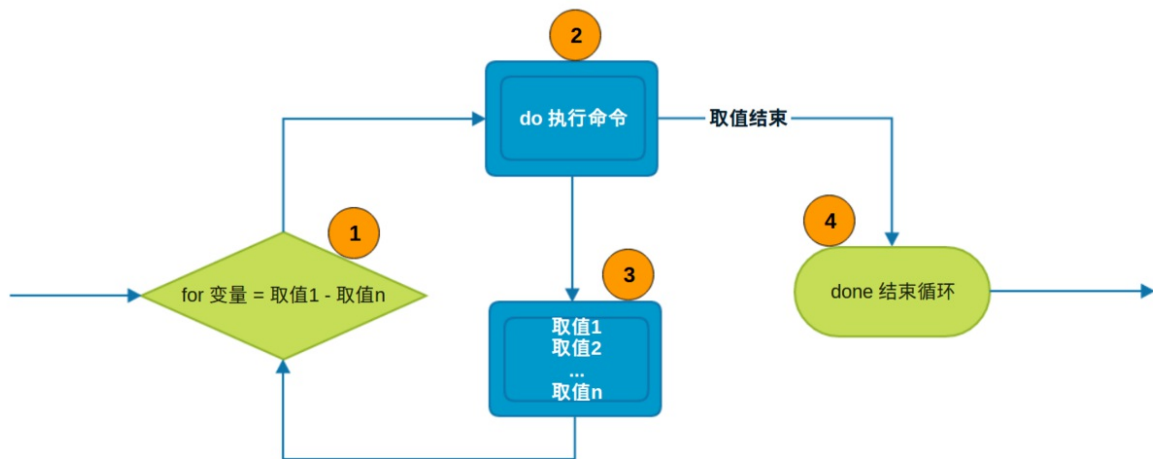 1
for 变量 = 取值1 - 取值n
2
do 执行命令
取值结束
3
取值1
取值2
...
取值n
4
done 结束循环